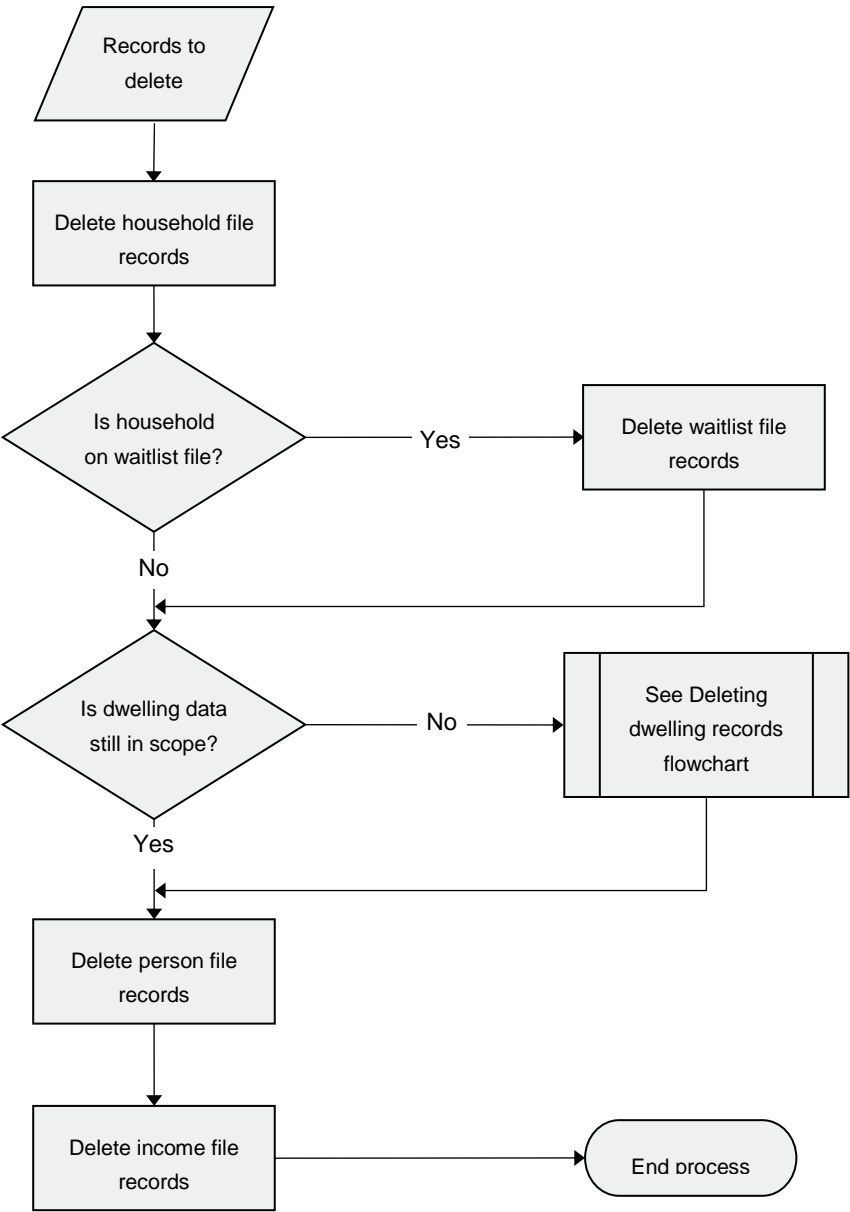 Records to
delete
Delete household file
records
Is household
on waitlist file?
Yes
Delete waitlist file
records
No
Is dwelling data
still in scope?
No
See Deleting
dwelling records
flowchart
Yes
Delete person file
records
Delete income file
records
End process